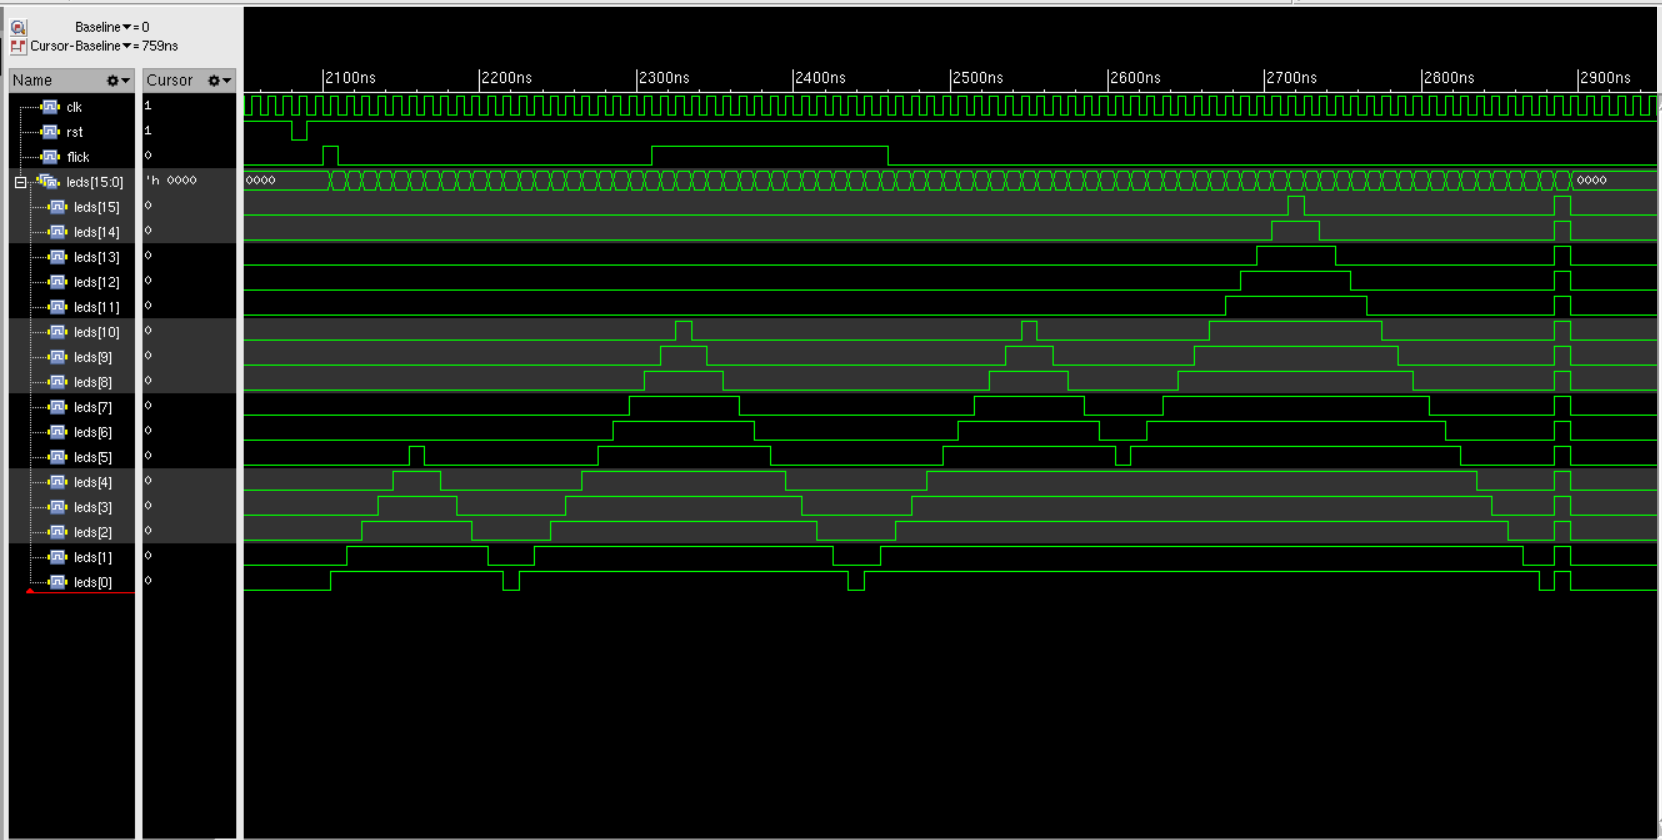 Baseline▼= 0
Cursor-Baseline▼= 759ns
Name Cursor 2100ns 2200ns 2300ns 2400ns 2500ns 2600ns 2700ns 2800ns 2900ns
clk 1
rst 1
flick 0
leds[15:0] 'h 0000 0000 0000
leds[15] 0
leds[14] 0
leds[13] 0
leds[12] 0
leds[11] 0
leds[10] 0
leds[9] 0
leds[8] 0
leds[7] 0
leds[6] 0
leds[5] 0
leds[4] 0
leds[3] 0
leds[2] 0
leds[1] 0
leds[0] 0